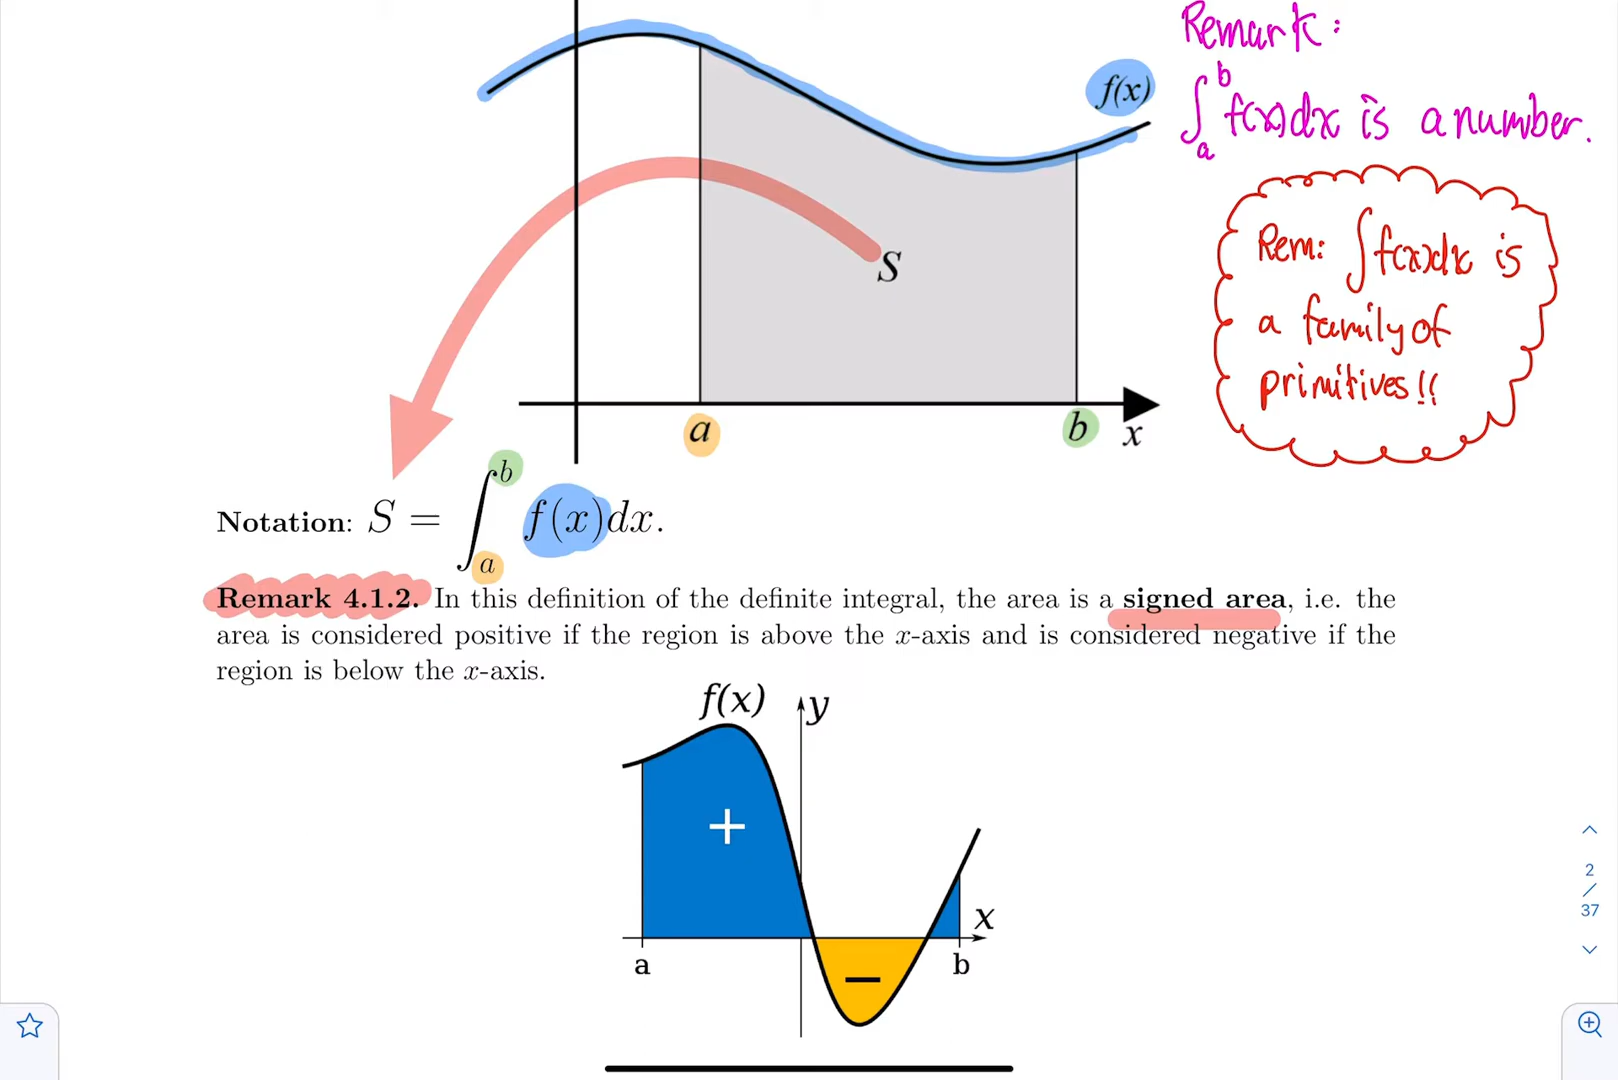 Remark:
f(x)
∫_a^b f(x)dx is a number.
S
Rem: ∫f(x)dx is
a family of
primitives!!
a b x
Notation: S = ∫_a^b f(x)dx.
Remark 4.1.2. In this definition of the definite integral, the area is a signed area, i.e. the
area is considered positive if the region is above the x-axis and is considered negative if the
region is below the x-axis.
f(x) y
+
2
/
37
x
a b
−